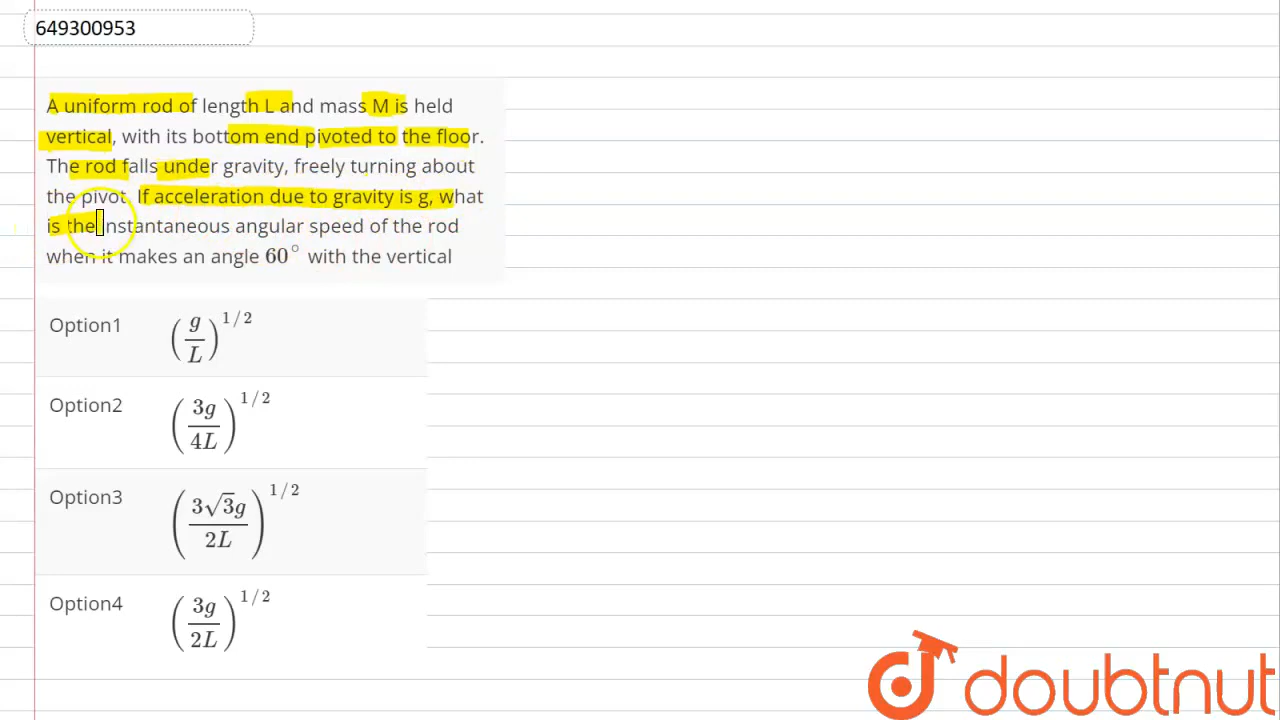 649300953
A uniform rod of length L and mass M is held
vertical, with its bottom end pivoted to the floor.
The rod falls under gravity, freely turning about
the pivot. If acceleration due to gravity is g, what
is the instantaneous angular speed of the rod
when it makes an angle 60° with the vertical
Option1 (g/L)^1/2
Option2 (3g/4L)^1/2
Option3 (3√3g/2L)^1/2
Option4 (3g/2L)^1/2
doubtnut